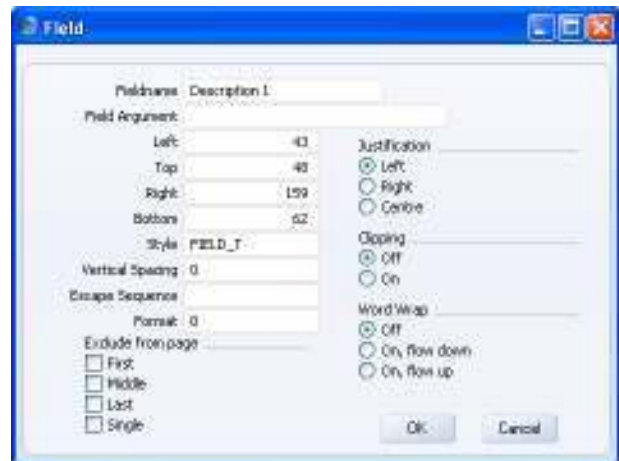 Field
Fieldname Description 1
Field Argument
Left 43
Top 48
Right 159
Bottom 62
Style FIELD_T
Vertical Spacing 0
Escape Sequence
Format 0
Exclude from page
First
Middle
Last
Single
Justification
Left
Right
Centre
Clipping
Off
On
Word Wrap
Off
On, flow down
On, flow up
OK Cancel